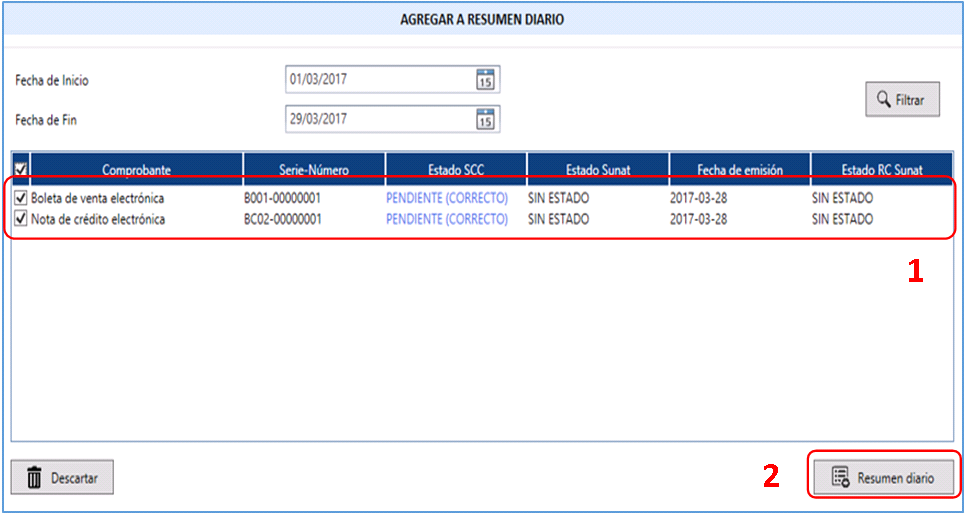 AGREGAR A RESUMEN DIARIO
Fecha de Inicio 01/03/2017 15
Filtrar
Fecha de Fin 29/03/2017 15
Comprobante Serie-Número Estado SCC Estado Sunat Fecha de emisión Estado RC Sunat
Boleta de venta electrónica B001-00000001 PENDIENTE (CORRECTO) SIN ESTADO 2017-03-28 SIN ESTADO
Nota de crédito electrónica BC02-00000001 PENDIENTE (CORRECTO) SIN ESTADO 2017-03-28 SIN ESTADO
1
Descartar 2 Resumen diario